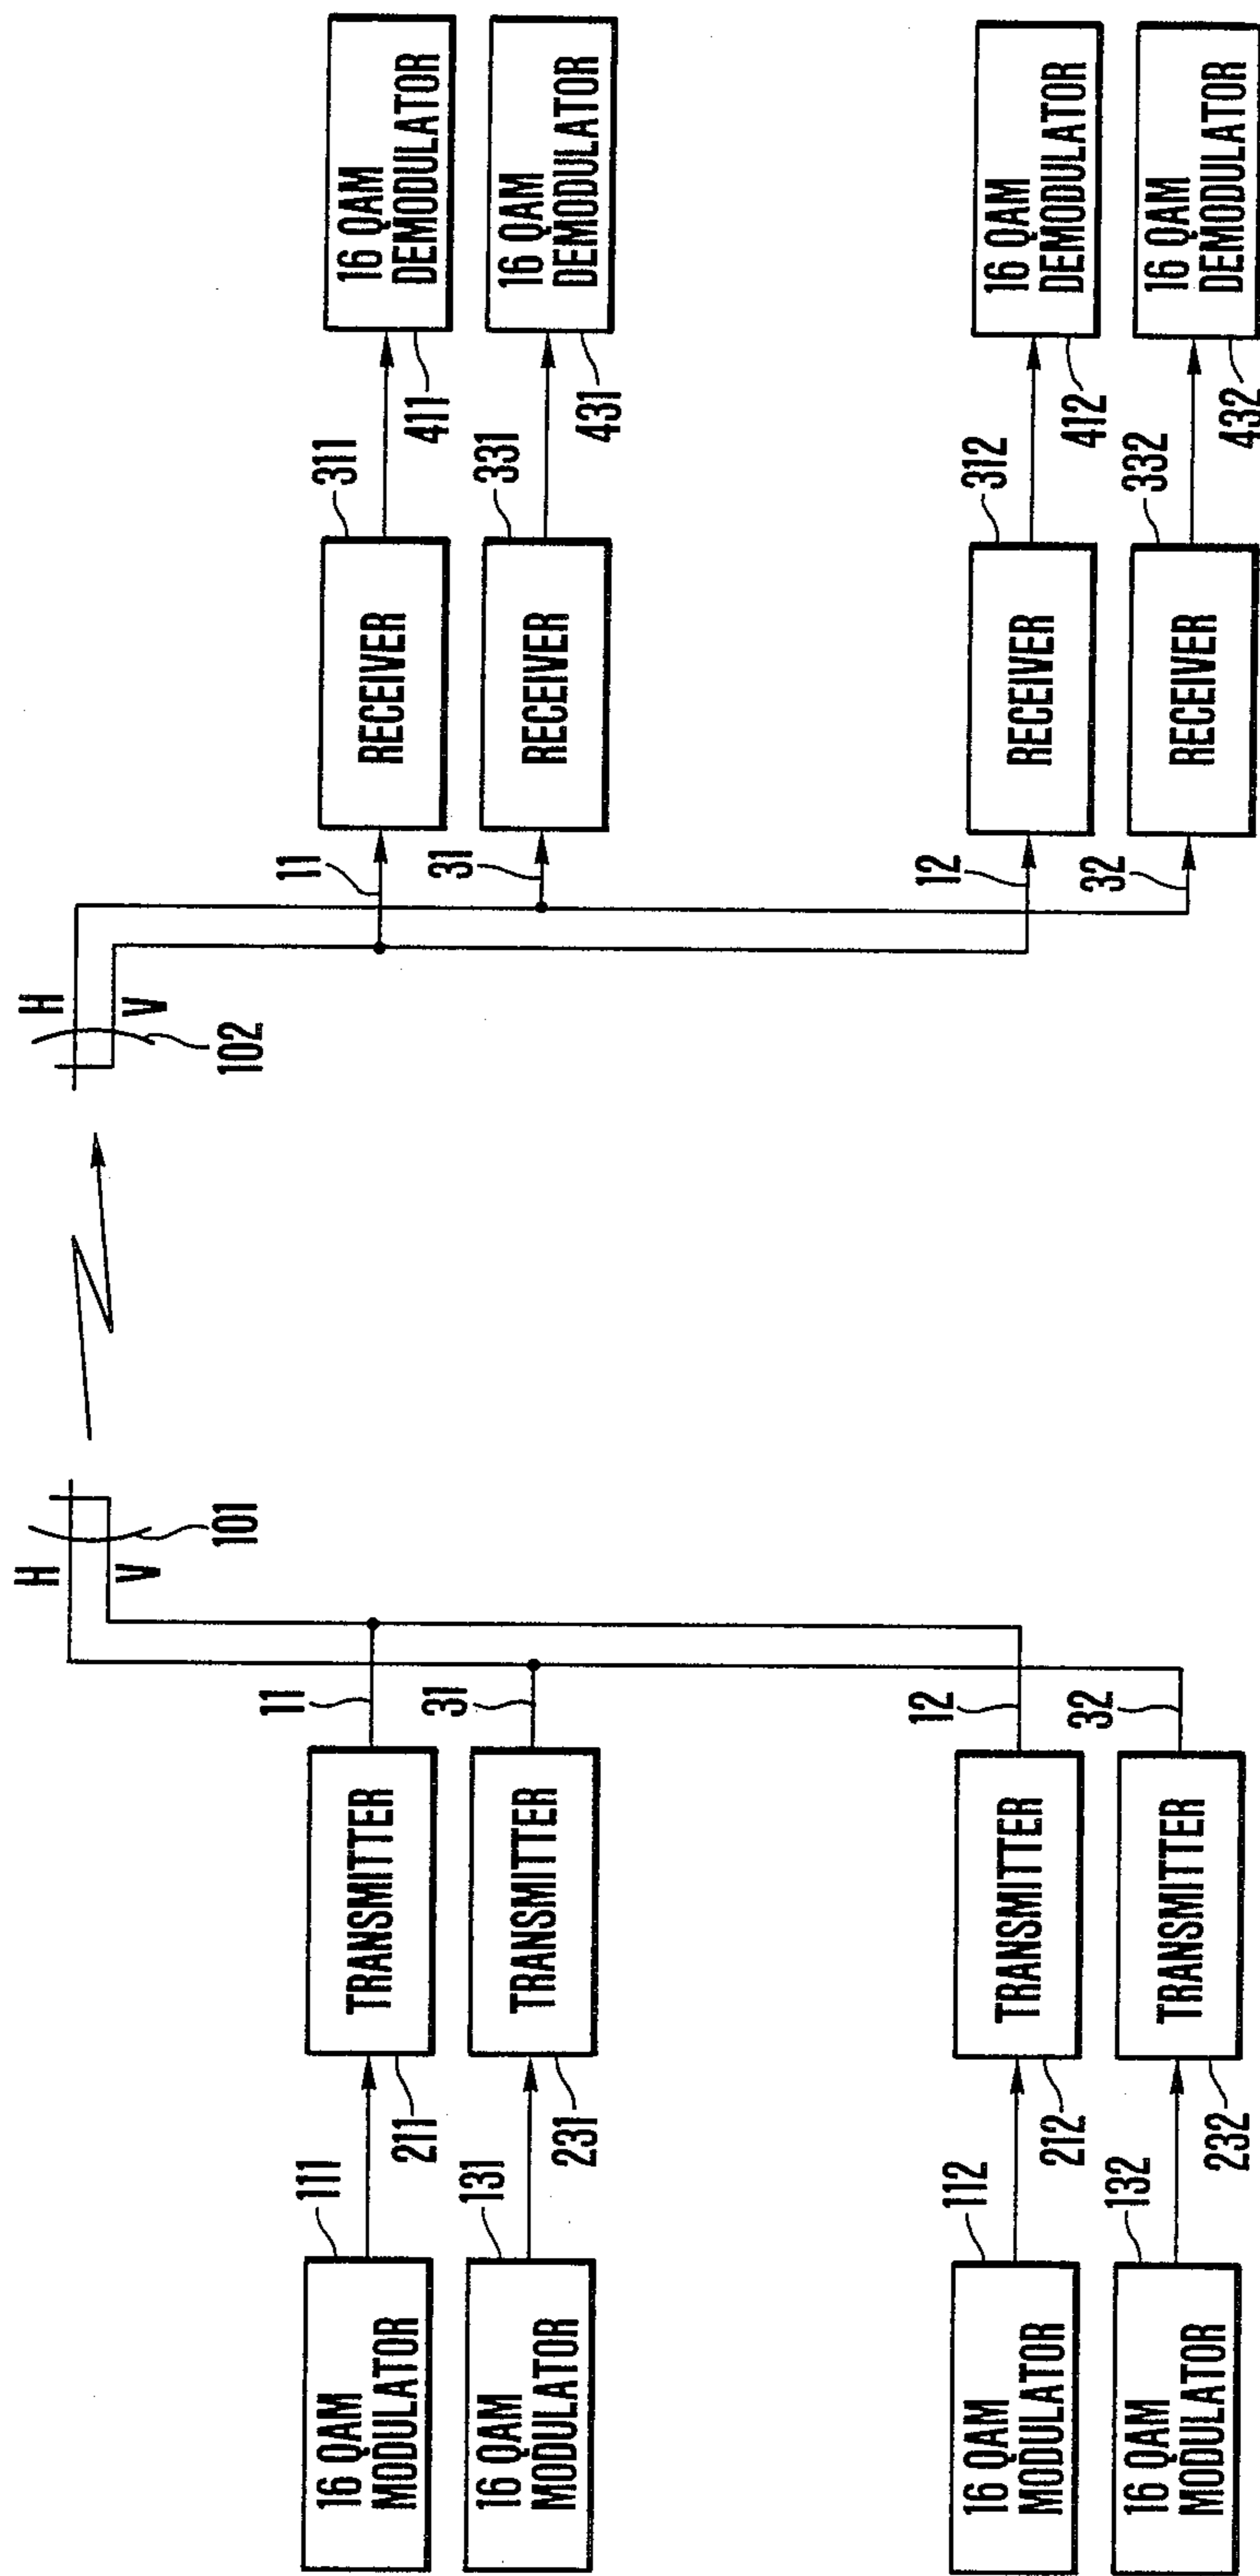 H
V
101
H
V
102
16 QAM
MODULATOR
111
TRANSMITTER
211
11
11
RECEIVER
311
16 QAM
DEMODULATOR
411
16 QAM
MODULATOR
131
TRANSMITTER
231
31
31
RECEIVER
331
16 QAM
DEMODULATOR
431
16 QAM
MODULATOR
112
TRANSMITTER
212
12
12
RECEIVER
312
16 QAM
DEMODULATOR
412
16 QAM
MODULATOR
132
TRANSMITTER
232
32
32
RECEIVER
332
16 QAM
DEMODULATOR
432